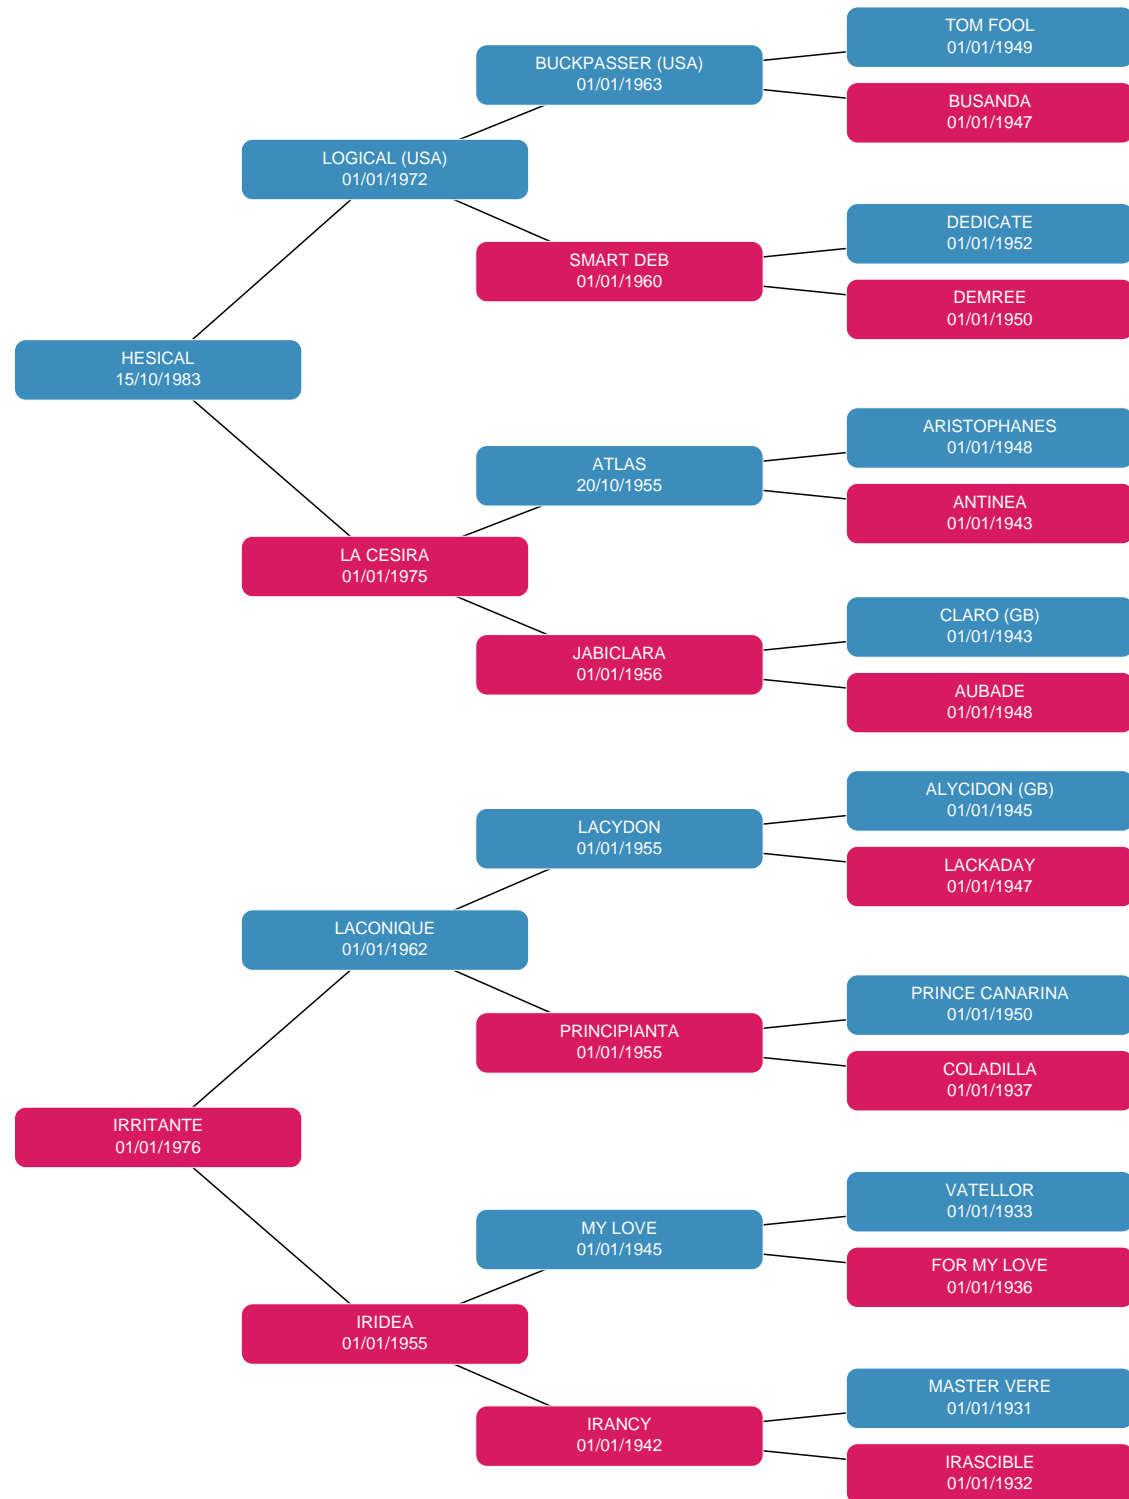 TOM FOOL
01/01/1949
BUCKPASSER (USA)
01/01/1963
BUSANDA
01/01/1947
LOGICAL (USA)
01/01/1972
DEDICATE
01/01/1952
SMART DEB
01/01/1960
DEMREE
01/01/1950
HESICAL
15/10/1983
ARISTOPHANES
01/01/1948
ATLAS
20/10/1955
ANTINEA
01/01/1943
LA CESIRA
01/01/1975
CLARO (GB)
01/01/1943
JABICLARA
01/01/1956
AUBADE
01/01/1948
ALYCIDON (GB)
01/01/1945
LACYDON
01/01/1955
LACKADAY
01/01/1947
LACONIQUE
01/01/1962
PRINCE CANARINA
01/01/1950
PRINCIPIANTA
01/01/1955
COLADILLA
01/01/1937
IRRITANTE
01/01/1976
VATELLOR
01/01/1933
MY LOVE
01/01/1945
FOR MY LOVE
01/01/1936
IRIDEA
01/01/1955
MASTER VERE
01/01/1931
IRANCY
01/01/1942
IRASCIBLE
01/01/1932